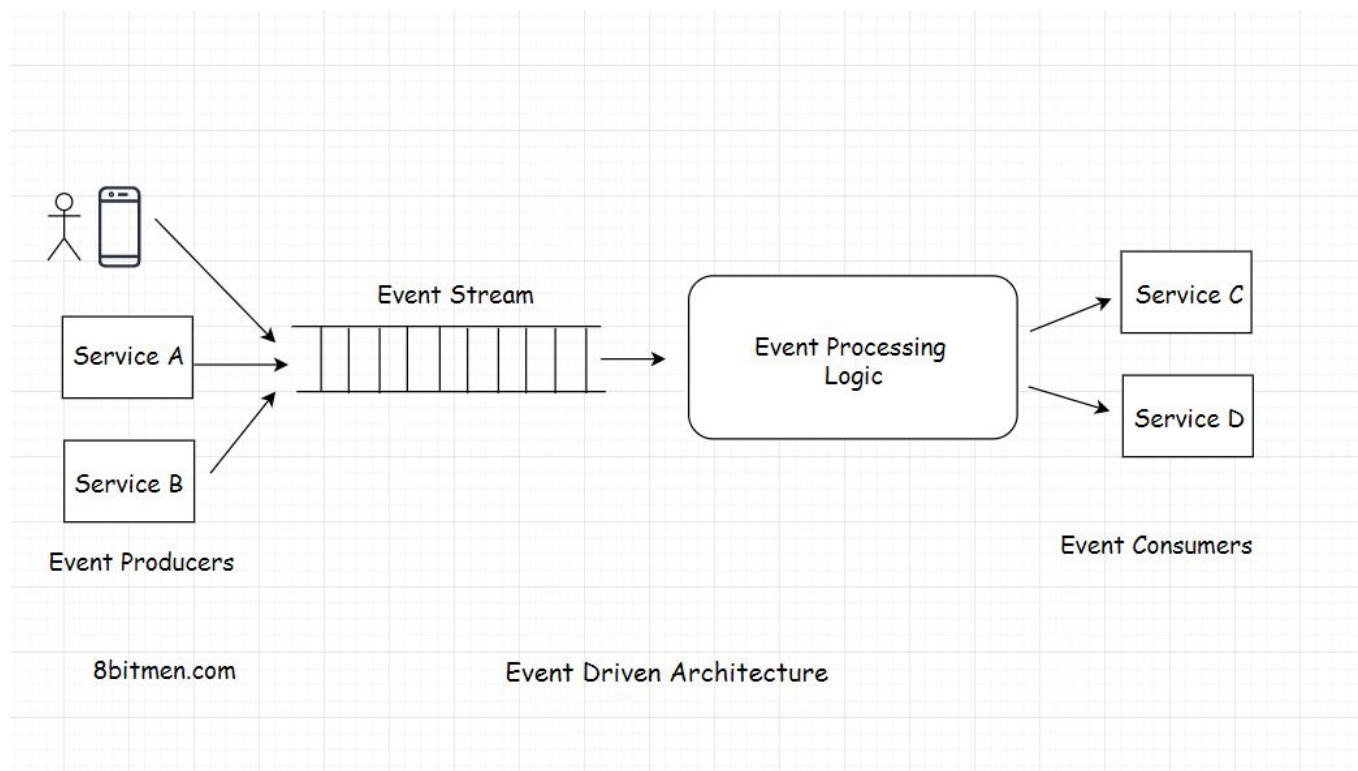 Event Stream
Service C
Service A
Event Processing
Logic
Service D
Service B
Event Producers
Event Consumers
8bitmen.com
Event Driven Architecture